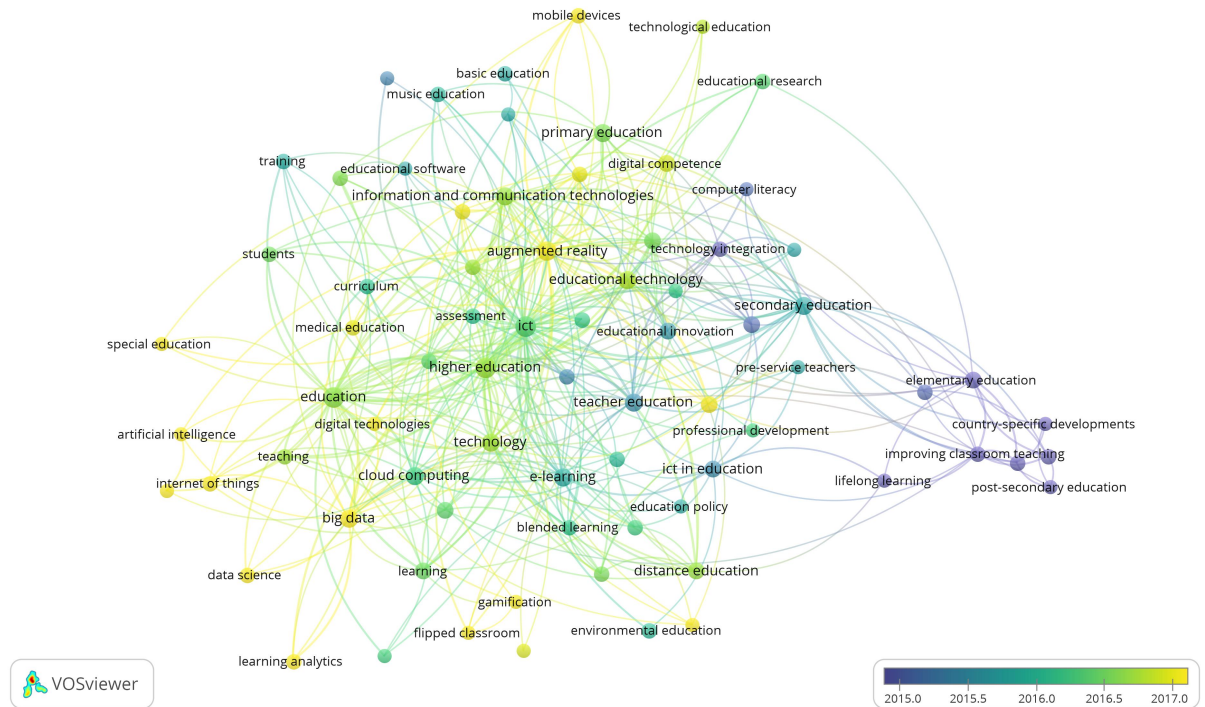 mobile devices
technological education
basic education
educational research
music education
primary education
training
educational software
digital competence
information and communication technologies
computer literacy
students
augmented reality
technology integration
educational technology
curriculum
secondary education
assessment
medical education
ict
educational innovation
special education
higher education
pre-service teachers
elementary education
education
teacher education
digital technologies
country-specific developments
artificial intelligence
professional development
technology
teaching
improving classroom teaching
cloud computing
e-learning
ict in education
internet of things
lifelong learning
post-secondary education
big data
education policy
blended learning
data science
learning
distance education
gamification
flipped classroom
environmental education
learning analytics
VOSviewer
2015.0 2015.5 2016.0 2016.5 2017.0